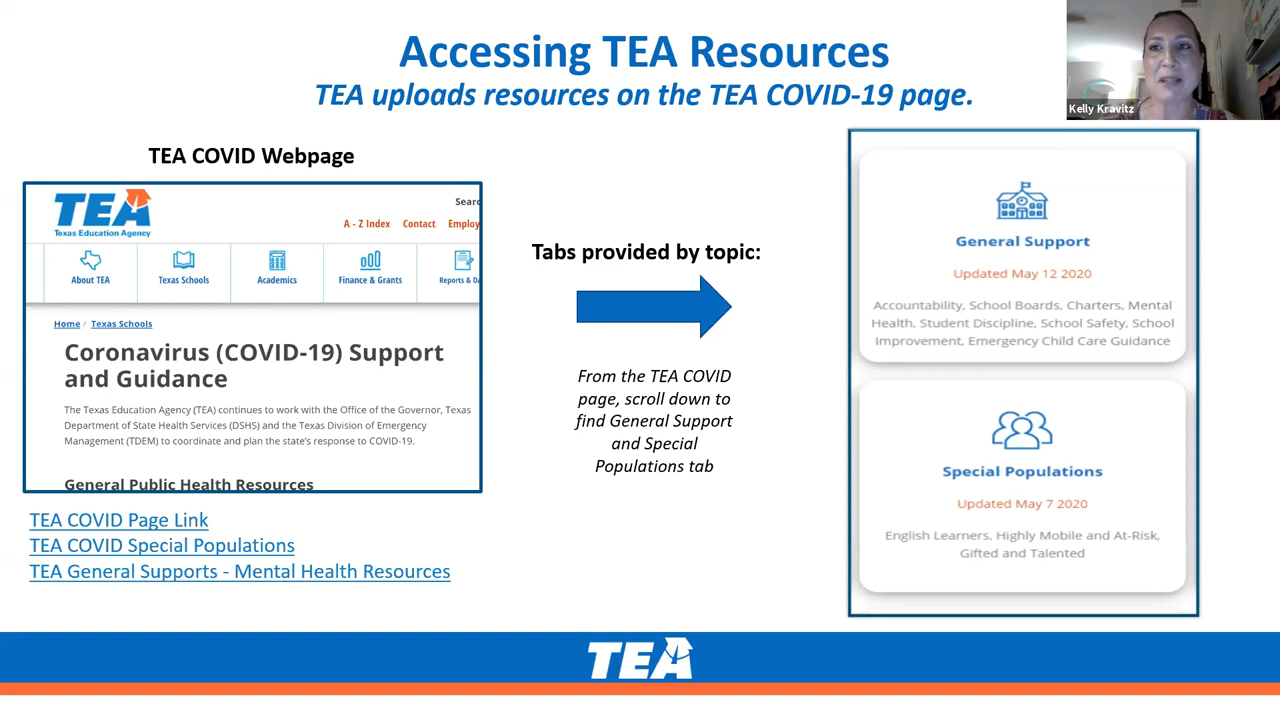 Accessing TEA Resources
TEA uploads resources on the TEA COVID-19 page.
Kelly Kravitz
TEA COVID Webpage
TEA
Texas Education Agency
Searc
A - Z Index Contact Employ
About TEA Texas Schools Academics Finance & Grants Reports & Da
Home / Texas Schools
Coronavirus (COVID-19) Support
and Guidance
The Texas Education Agency (TEA) continues to work with the Office of the Governor, Texas
Department of State Health Services (DSHS) and the Texas Division of Emergency
Management (TDEM) to coordinate and plan the state's response to COVID-19.
General Public Health Resources
TEA COVID Page Link
TEA COVID Special Populations
TEA General Supports - Mental Health Resources
Tabs provided by topic:
From the TEA COVID
page, scroll down to
find General Support
and Special
Populations tab
General Support
Updated May 12 2020
Accountability, School Boards, Charters, Mental
Health, Student Discipline, School Safety, School
Improvement, Emergency Child Care Guidance
Special Populations
Updated May 7 2020
English Learners, Highly Mobile and At-Risk,
Gifted and Talented
TEA